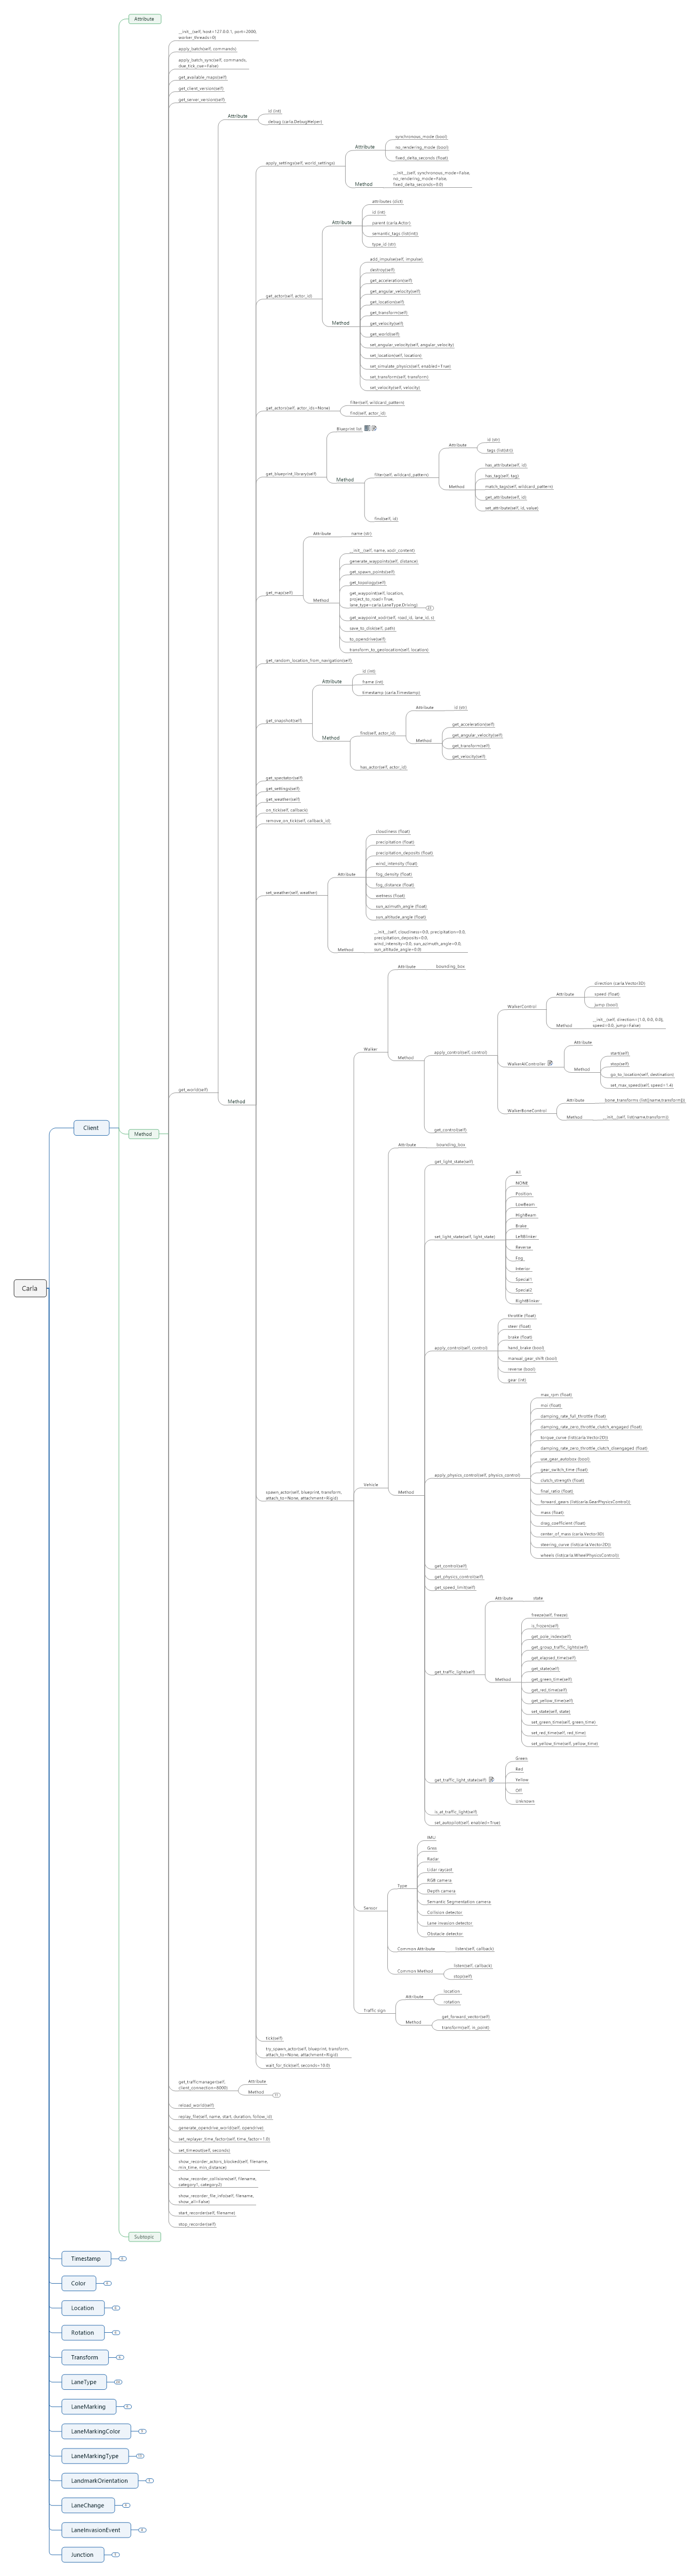 Attribute
__init__(self, host=127.0.0.1, port=2000,
worker_threads=0)
apply_batch(self, commands)
apply_batch_sync(self, commands,
due_tick_cue=False)
get_available_maps(self)
get_client_version(self)
get_server_version(self)
Attribute
id (int)
debug (carla.DebugHelper)
apply_settings(self, world_settings)
Attribute
synchronous_mode (bool)
no_rendering_mode (bool)
fixed_delta_seconds (float)
Method
__init__(self, synchronous_mode=False,
no_rendering_mode=False,
fixed_delta_seconds=0.0)
get_actor(self, actor_id)
Attribute
attributes (dict)
id (int)
parent (carla.Actor)
semantic_tags (list(int))
type_id (str)
Method
add_impulse(self, impulse)
destroy(self)
get_acceleration(self)
get_angular_velocity(self)
get_location(self)
get_transform(self)
get_velocity(self)
get_world(self)
set_angular_velocity(self, angular_velocity)
set_location(self, location)
set_simulate_physics(self, enabled=True)
set_transform(self, transform)
set_velocity(self, velocity)
get_actors(self, actor_ids=None)
filter(self, wildcard_pattern)
find(self, actor_id)
get_blueprint_library(self)
Blueprint list
Method
filter(self, wildcard_pattern)
Attribute
id (str)
tags (list(str))
Method
has_attribute(self, id)
has_tag(self, tag)
match_tags(self, wildcard_pattern)
get_attribute(self, id)
set_attribute(self, id, value)
find(self, id)
get_map(self)
Attribute
name (str)
Method
__init__(self, name, xodr_content)
generate_waypoints(self, distance)
get_spawn_points(self)
get_topology(self)
get_waypoint(self, location,
project_to_road=True,
lane_type=carla.LaneType.Driving)
get_waypoint_xodr(self, road_id, lane_id, s)
save_to_disk(self, path)
to_opendrive(self)
transform_to_geolocation(self, location)
get_random_location_from_navigation(self)
get_snapshot(self)
Attribute
id (int)
frame (int)
timestamp (carla.Timestamp)
Method
find(self, actor_id)
Attribute
id (str)
Method
get_acceleration(self)
get_angular_velocity(self)
get_transform(self)
get_velocity(self)
has_actor(self, actor_id)
get_spectator(self)
get_settings(self)
get_weather(self)
on_tick(self, callback)
remove_on_tick(self, callback_id)
set_weather(self, weather)
Attribute
cloudiness (float)
precipitation (float)
precipitation_deposits (float)
wind_intensity (float)
fog_density (float)
fog_distance (float)
wetness (float)
sun_azimuth_angle (float)
sun_altitude_angle (float)
Method
__init__(self, cloudiness=0.0, precipitation=0.0,
precipitation_deposits=0.0,
wind_intensity=0.0, sun_azimuth_angle=0.0,
sun_altitude_angle=0.0)
get_world(self)
Method
Walker
Attribute
bounding_box
Method
apply_control(self, control)
WalkerControl
Attribute
direction (carla.Vector3D)
speed (float)
jump (bool)
Method
__init__(self, direction=[1.0, 0.0, 0.0],
speed=0.0, jump=False)
WalkerAIController
Attribute
Method
start(self)
stop(self)
go_to_location(self, destination)
set_max_speed(self, speed=1.4)
WalkerBoneControl
Attribute
bone_transforms (list([name,transform]))
Method
__init__(self, list(name,transform))
get_control(self)
Client
Method
Carla
spawn_actor(self, blueprint, transform,
attach_to=None, attachment=Rigid)
Vehicle
Attribute
bounding_box
Method
get_light_state(self)
set_light_state(self, light_state)
All
NONE
Position
LowBeam
HighBeam
Brake
LeftBlinker
Reverse
Fog
Interior
Special1
Special2
RightBlinker
apply_control(self, control)
throttle (float)
steer (float)
brake (float)
hand_brake (bool)
manual_gear_shift (bool)
reverse (bool)
gear (int)
apply_physics_control(self, physics_control)
max_rpm (float)
moi (float)
damping_rate_full_throttle (float)
damping_rate_zero_throttle_clutch_engaged (float)
torque_curve (list(carla.Vector2D))
damping_rate_zero_throttle_clutch_disengaged (float)
use_gear_autobox (bool)
gear_switch_time (float)
clutch_strength (float)
final_ratio (float)
forward_gears (list(carla.GearPhysicsControl))
mass (float)
drag_coefficient (float)
center_of_mass (carla.Vector3D)
steering_curve (list(carla.Vector2D))
wheels (list(carla.WheelPhysicsControl))
get_control(self)
get_physics_control(self)
get_speed_limit(self)
get_traffic_light(self)
Attribute
state
Method
freeze(self, freeze)
is_frozen(self)
get_pole_index(self)
get_group_traffic_lights(self)
get_elapsed_time(self)
get_state(self)
get_green_time(self)
get_red_time(self)
get_yellow_time(self)
set_state(self, state)
set_green_time(self, green_time)
set_red_time(self, red_time)
set_yellow_time(self, yellow_time)
get_traffic_light_state(self)
Green
Red
Yellow
Off
Unknown
is_at_traffic_light(self)
set_autopilot(self, enabled=True)
Sensor
Type
IMU
Gnss
Radar
Lidar raycast
RGB camera
Depth camera
Semantic Segmentation camera
Collision detector
Lane invasion detector
Obstacle detector
Common Attribute
listen(self, callback)
Common Method
listen(self, callback)
stop(self)
Traffic sign
Attribute
location
rotation
Method
get_forward_vector(self)
transform(self, in_point)
tick(self)
try_spawn_actor(self, blueprint, transform,
attach_to=None, attachment=Rigid)
wait_for_tick(self, seconds=10.0)
get_trafficmanager(self,
client_connection=8000)
Attribute
Method
reload_world(self)
replay_file(self, name, start, duration, follow_id)
generate_opendrive_world(self, opendrive)
set_replayer_time_factor(self, time_factor=1.0)
set_timeout(self, seconds)
show_recorder_actors_blocked(self, filename,
min_time, min_distance)
show_recorder_collisions(self, filename,
category1, category2)
show_recorder_file_info(self, filename,
show_all=False)
start_recorder(self, filename)
stop_recorder(self)
Subtopic
Timestamp
Color
Location
Rotation
Transform
LaneType
LaneMarking
LaneMarkingColor
LaneMarkingType
LandmarkOrientation
LaneChange
LaneInvasionEvent
Junction